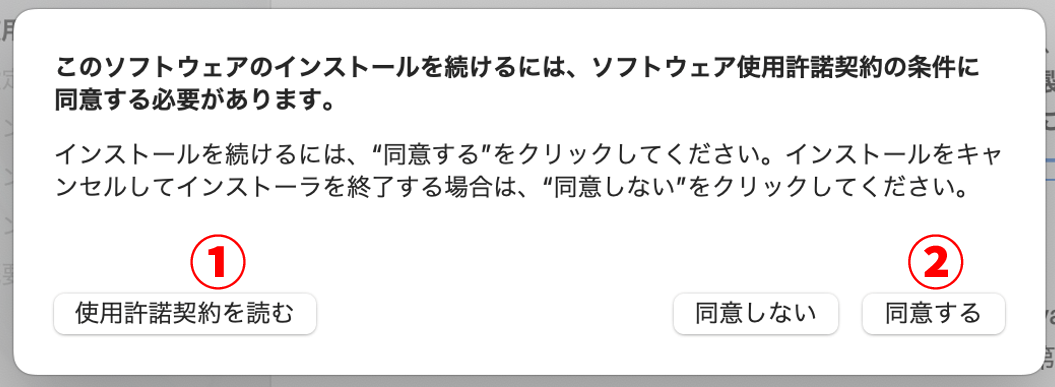 このソフトウェアのインストールを続けるには、ソフトウェア使用許諾契約の条件に
同意する必要があります。
インストールを続けるには、“同意する”をクリックしてください。インストールをキャ
ンセルしてインストーラを終了する場合は、“同意しない”をクリックしてください。
① ②
使用許諾契約を読む 同意しない 同意する